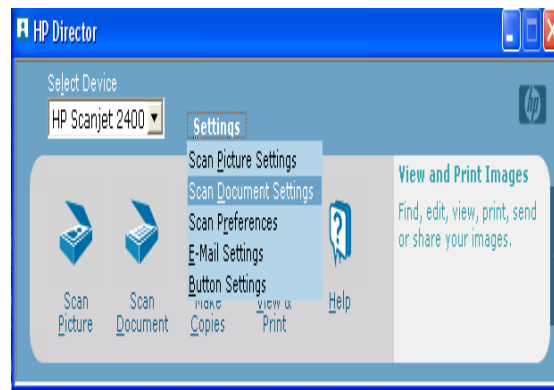 HP Director
Select Device
HP Scanjet 2400
Settings
Scan Picture Settings
Scan Document Settings
Scan Preferences
E-Mail Settings
Button Settings
Scan Picture
Scan Document
Make Copies
View & Print
Help
View and Print Images
Find, edit, view, print, send
or share your images.
hp